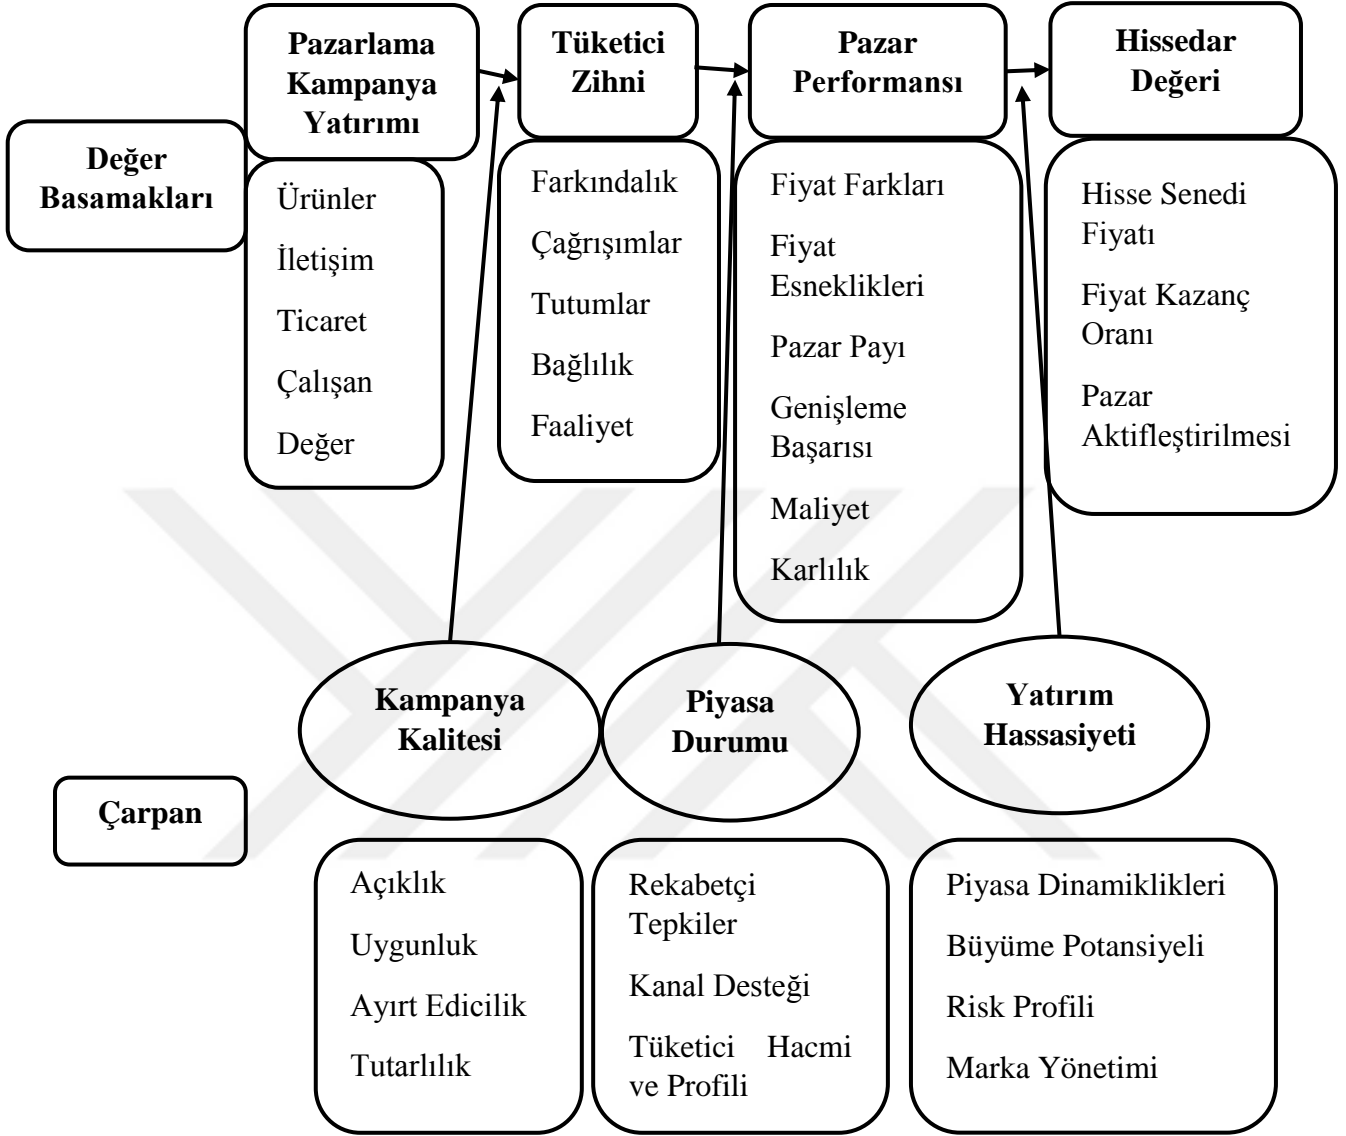 Değer
Basamakları
Pazarlama
Kampanya
Yatırımı
Ürünler
İletişim
Ticaret
Çalışan
Değer
Tüketici
Zihni
Farkındalık
Çağrışımlar
Tutumlar
Bağlılık
Faaliyet
Pazar
Performansı
Fiyat Farkları
Fiyat
Esneklikleri
Pazar Payı
Genişleme
Başarısı
Maliyet
Karlılık
Hissedar
Değeri
Hisse Senedi
Fiyatı
Fiyat Kazanç
Oranı
Pazar
Aktifleştirilmesi
Çarpan
Kampanya
Kalitesi
Açıklık
Uygunluk
Ayırt Edicilik
Tutarlılık
Piyasa
Durumu
Rekabetçi
Tepkiler
Kanal Desteği
Tüketici Hacmi
ve Profili
Yatırım
Hassasiyeti
Piyasa Dinamiklikleri
Büyüme Potansiyeli
Risk Profili
Marka Yönetimi